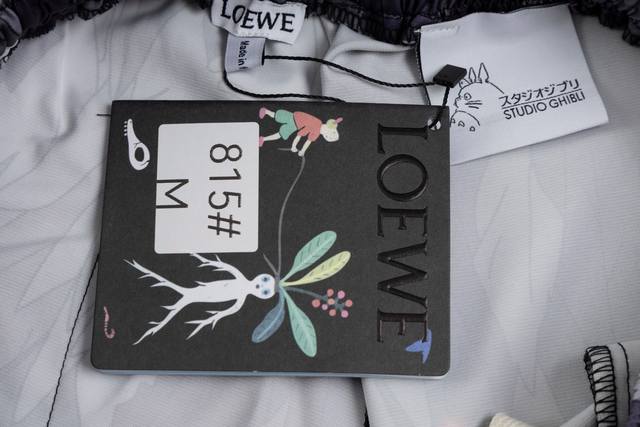 LOEWE
Made in
スタジオジブリ
STUDIO GHIBLI
LOEWE
815#
M